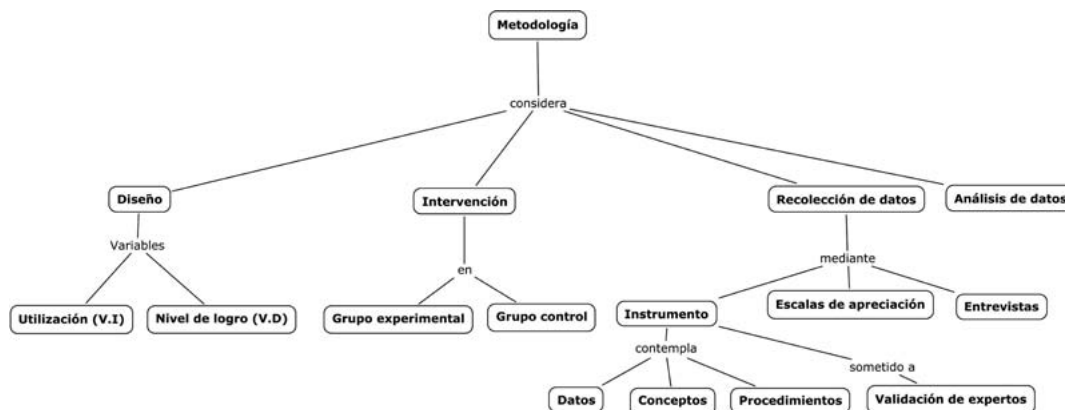 Metodología
considera
Diseño
Intervención
Recolección de datos
Análisis de datos
Variables
en
mediante
Utilización (V.I)
Nivel de logro (V.D)
Grupo experimental
Grupo control
Instrumento
Escalas de apreciación
Entrevistas
contempla
sometido a
Datos
Conceptos
Procedimientos
Validación de expertos